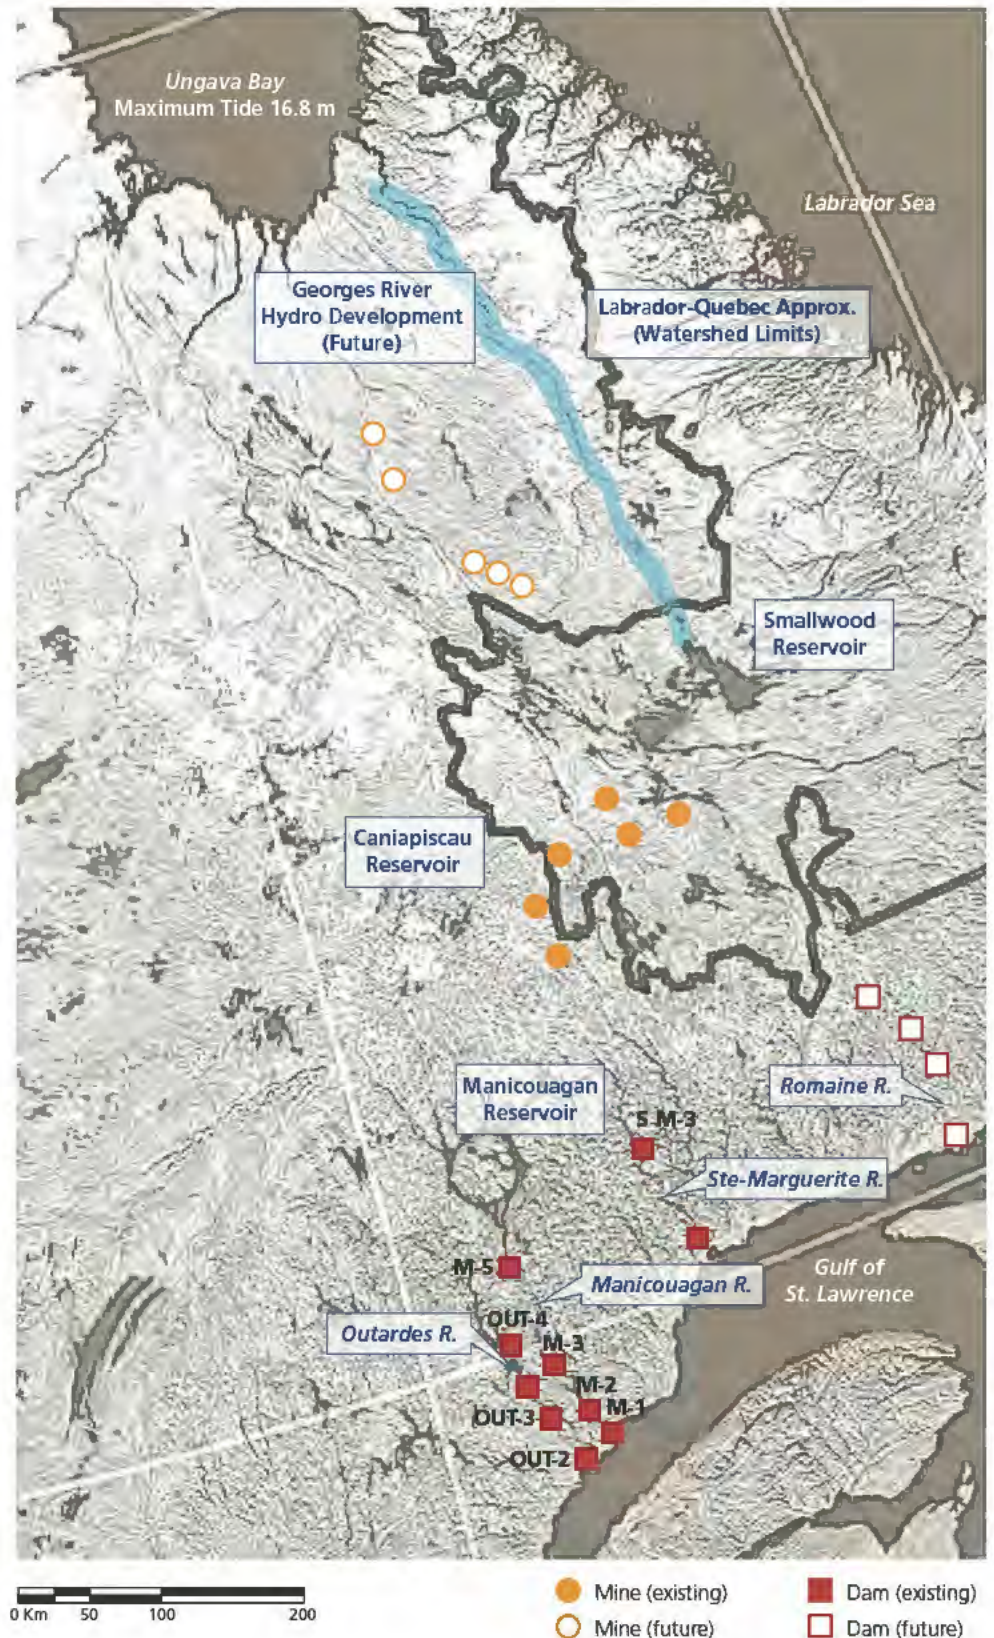 Ungava Bay
Maximum Tide 16.8 m
Labrador Sea
Georges River
Hydro Development
(Future)
Labrador-Quebec Approx.
(Watershed Limits)
Smallwood
Reservoir
Caniapiscau
Reservoir
Manicouagan
Reservoir
Romaine R.
S M-3
Ste-Marguerite R.
M-5
Manicouagan R.
Gulf of
St. Lawrence
OUT-4
Outardes R.
M-3
M-2
M-1
OUT-3
OUT-2
0 Km 50 100 200
Mine (existing)
Dam (existing)
Mine (future)
Dam (future)